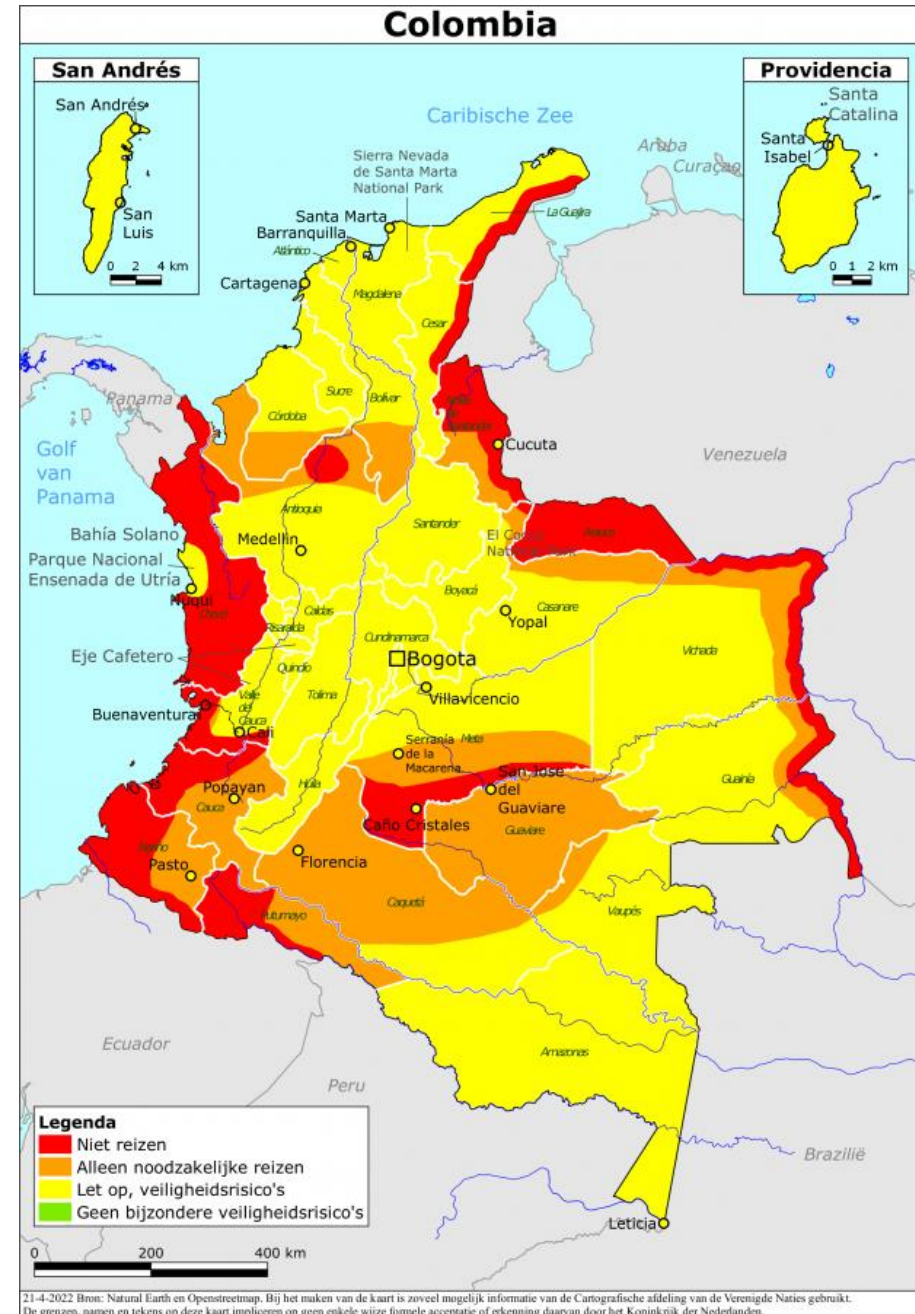 Colombia
San Andrés
San Andrés
San
Luis
0 2 4 km
Providencia
Santa
Catalina
Santa
Isabel
0 1 2 km
Caribische Zee
Aruba
Curaçao
Sierra Nevada
de Santa Marta
National Park
La Guajira
Santa Marta
Barranquilla
Atlántico
Cartagena
Magdalena
Cesar
Sucre
Bolívar
Córdoba
Panama
Golf
van
Panama
Cucuta
Venezuela
Antioquia
Santander
Arauca
Bahía Solano
Medellin
El Cocuy
National Park
Parque Nacional
Ensenada de Utría
Nuqui
Chocó
Boyacá
Casanare
Yopal
Caldas
Risaralda
Cundinamarca
Vichada
Eje Cafetero
Quindío
Bogota
Tolima
Villavicencio
Valle
del
Cauca
Buenaventura
Cali
Meta
Serranía
de la
Macarena
San Jose
del
Guaviare
Guainía
Huila
Popayan
Cauca
Caño Cristales
Guaviare
Nariño
Pasto
Florencia
Caquetá
Vaupés
Putumayo
Ecuador
Peru
Amazonas
Brazilië
Leticia
Legenda
Niet reizen
Alleen noodzakelijke reizen
Let op, veiligheidsrisico's
Geen bijzondere veiligheidsrisico's
0 200 400 km
21-4-2022 Bron: Natural Earth en Openstreetmap. Bij het maken van de kaart is zoveel mogelijk informatie van de Cartografische afdeling van de Verenigde Naties gebruikt.
De grenzen, namen en tekens op deze kaart impliceren op geen enkele wijze formele acceptatie of erkenning daarvan door het Koninkrijk der Nederlanden.